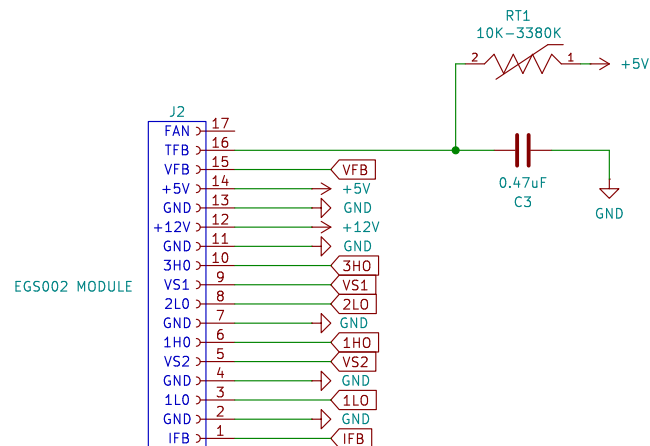 RT1
10K-3380K
2
1
+5V
J2
FAN 17
TFB 16
VFB 15 VFB
+5V 14 +5V
GND 13 GND
+12V 12 +12V
GND 11 GND
3HO 10 3HO
VS1 9 VS1
2LO 8 2LO
GND 7 GND
1HO 6 1HO
VS2 5 VS2
GND 4 GND
1LO 3 1LO
GND 2 GND
IFB 1 IFB
0.47uF
C3
GND
EGS002 MODULE